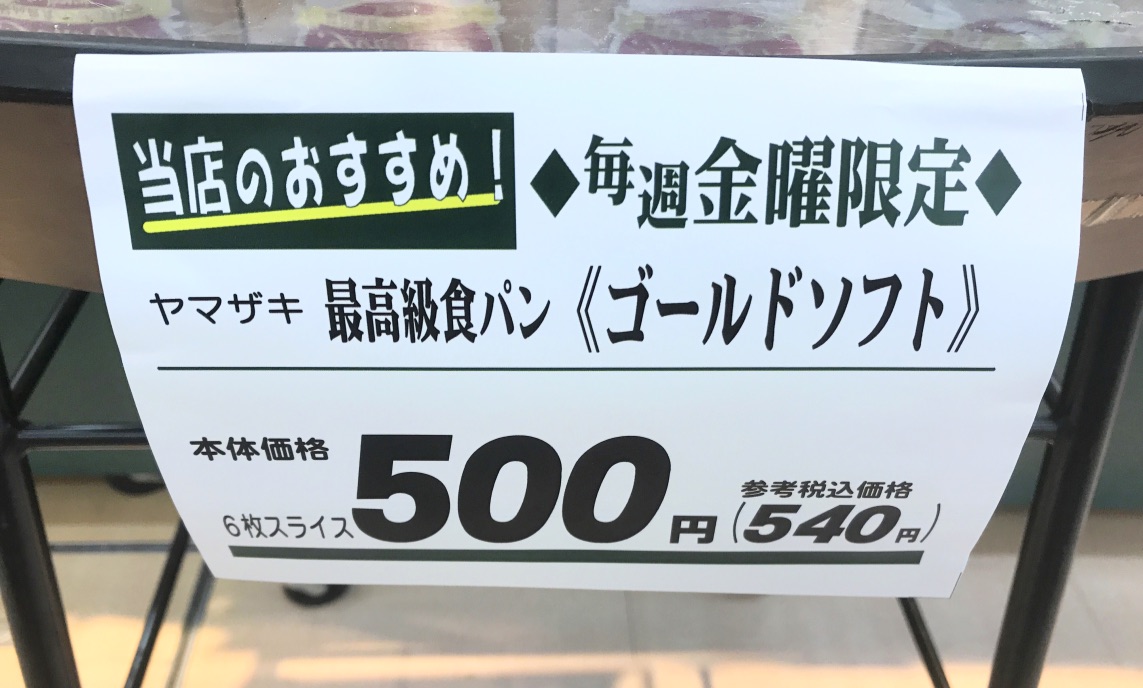 当店のおすすめ！
◆毎週金曜限定◆
ヤマザキ 最高級食パン《ゴールドソフト》
本体価格
6枚スライス 500円
参考税込価格
(540円)